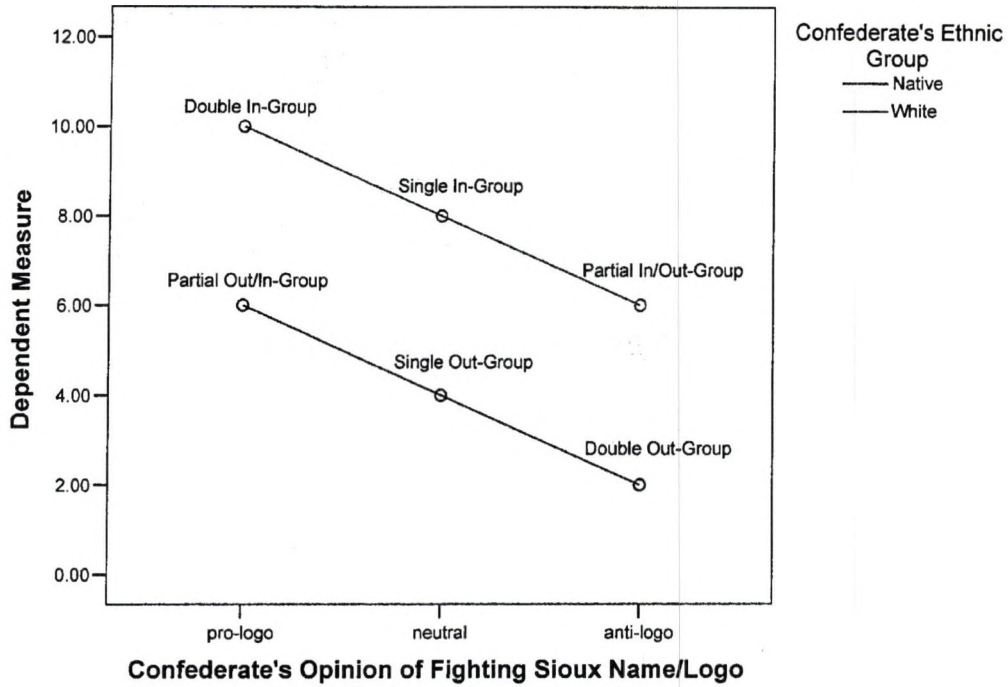 Confederate's Ethnic
Group
Native
White
Dependent Measure
12.00
10.00
8.00
6.00
4.00
2.00
0.00
Double In-Group
Single In-Group
Partial In/Out-Group
Partial Out/In-Group
Single Out-Group
Double Out-Group
pro-logo
neutral
anti-logo
Confederate's Opinion of Fighting Sioux Name/Logo